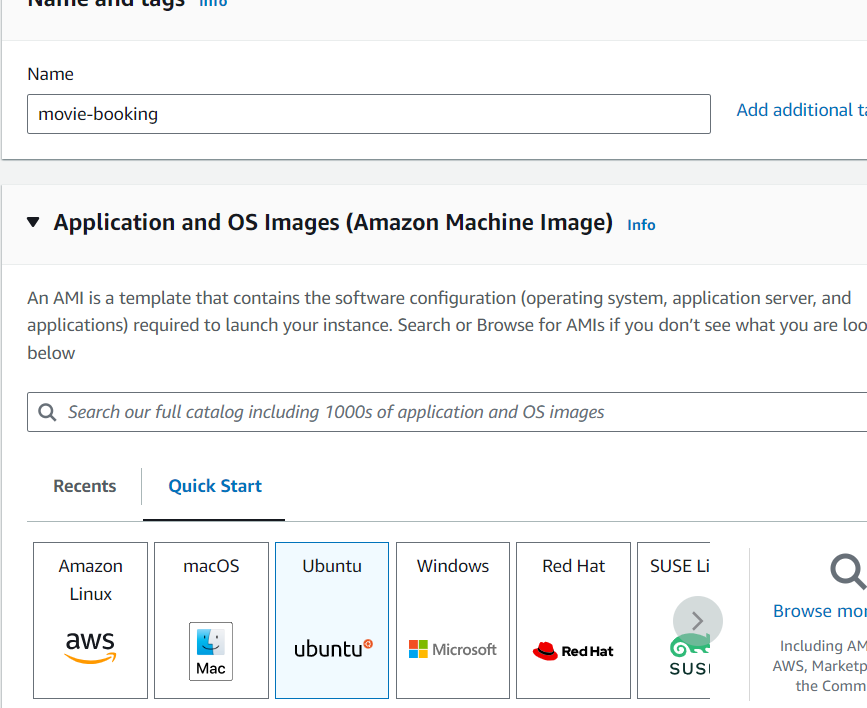 Name and tags Info
Name
movie-booking
Add additional ta
Application and OS Images (Amazon Machine Image) Info
An AMI is a template that contains the software configuration (operating system, application server, and
applications) required to launch your instance. Search or Browse for AMIs if you don't see what you are loo
below
Search our full catalog including 1000s of application and OS images
Recents
Quick Start
Amazon
Linux
aws
macOS
Mac
Ubuntu
ubuntu
Windows
Microsoft
Red Hat
Red Hat
SUSE Li
SUS
Browse mor
Including AM
AWS, Marketp
the Comm